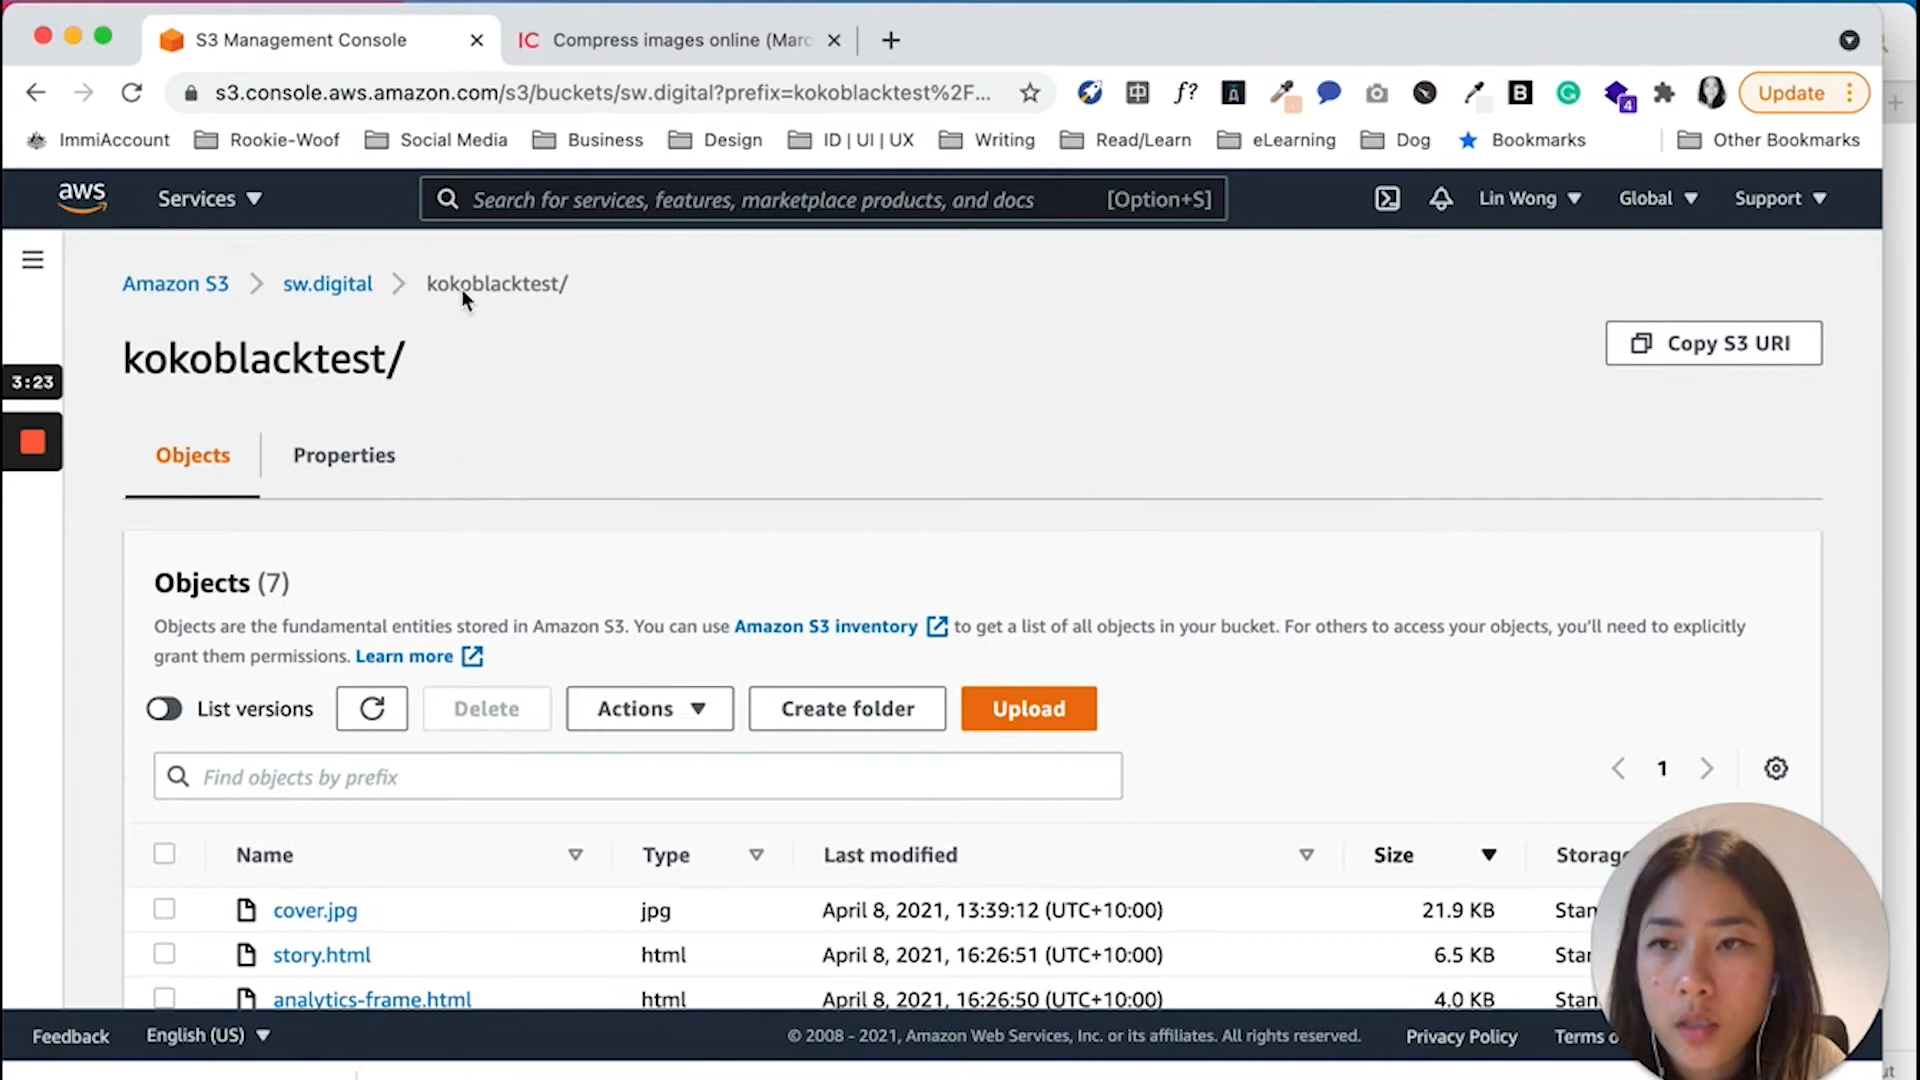 S3 Management Console
IC Compress images online (Marc
s3.console.aws.amazon.com/s3/buckets/sw.digital?prefix=kokoblacktest%2F...
f?
B
4
Update
ImmiAccount Rookie-Woof Social Media Business Design ID | UI | UX Writing Read/Learn eLearning Dog Bookmarks Other Bookmarks
aws Services Search for services, features, marketplace products, and docs [Option+S] Lin Wong Global Support
Amazon S3 sw.digital kokoblacktest/
kokoblacktest/
Copy S3 URI
3:23
Objects Properties
Objects (7)
Objects are the fundamental entities stored in Amazon S3. You can use Amazon S3 inventory to get a list of all objects in your bucket. For others to access your objects, you'll need to explicitly
grant them permissions. Learn more
List versions Delete Actions Create folder Upload
Find objects by prefix
1
Name Type Last modified Size Storag
cover.jpg jpg April 8, 2021, 13:39:12 (UTC+10:00) 21.9 KB Stan
story.html html April 8, 2021, 16:26:51 (UTC+10:00) 6.5 KB Stan
analytics-frame.html html April 8, 2021, 16:26:50 (UTC+10:00) 4.0 KB Stan
Feedback English (US) © 2008 - 2021, Amazon Web Services, Inc. or its affiliates. All rights reserved. Privacy Policy Terms o